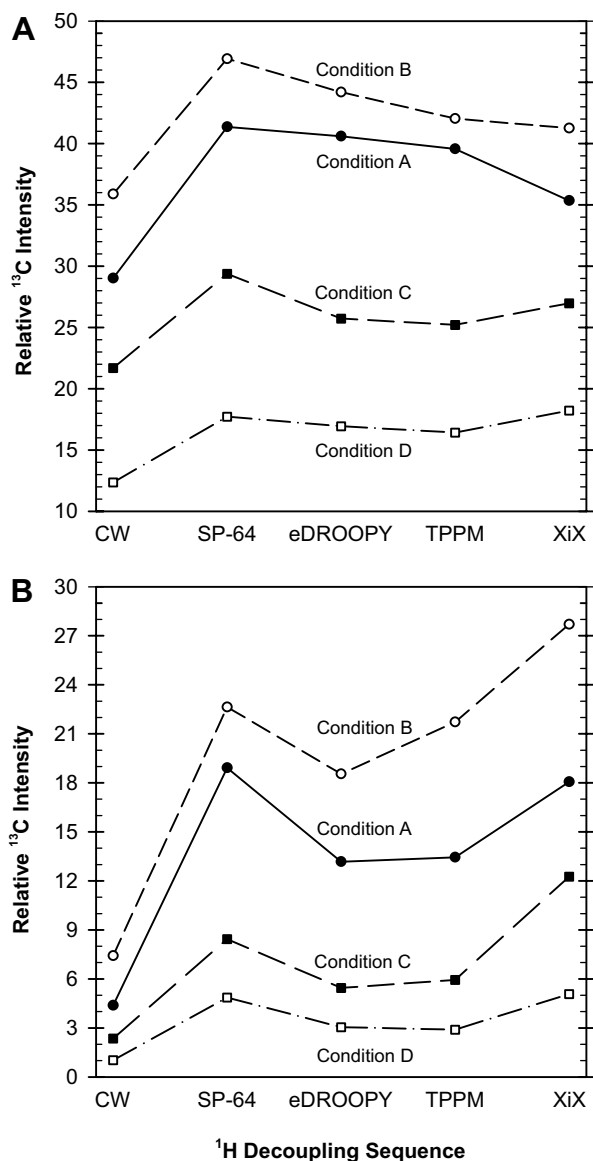 A
50
45
40
35
30
25
20
15
10
Relative ¹³C Intensity
Condition B
Condition A
Condition C
Condition D
CW SP-64 eDROOPY TPPM XiX
B
30
27
24
21
18
15
12
9
6
3
0
Relative ¹³C Intensity
Condition B
Condition A
Condition C
Condition D
CW SP-64 eDROOPY TPPM XiX
¹H Decoupling Sequence